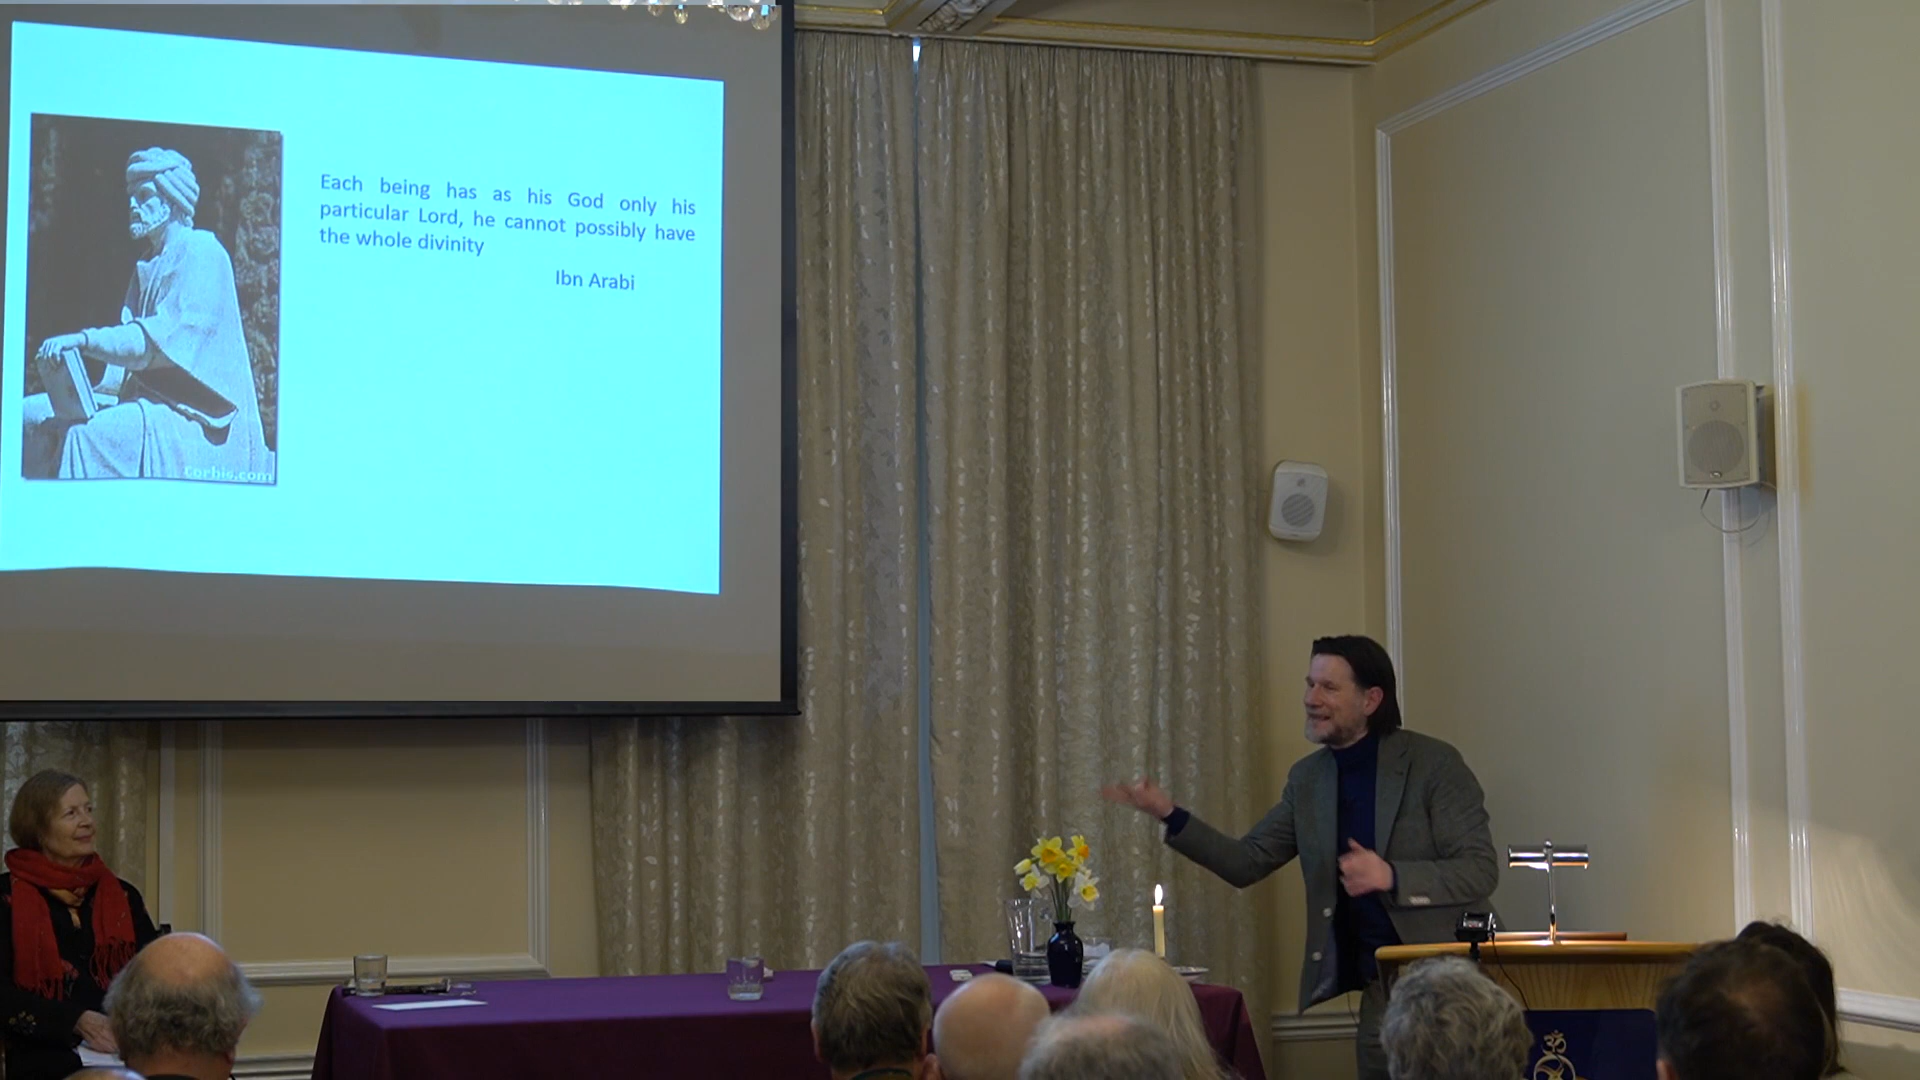 Each being has as his God only his
particular Lord, he cannot possibly have
the whole divinity
Ibn Arabi
corbis.com
ॐ